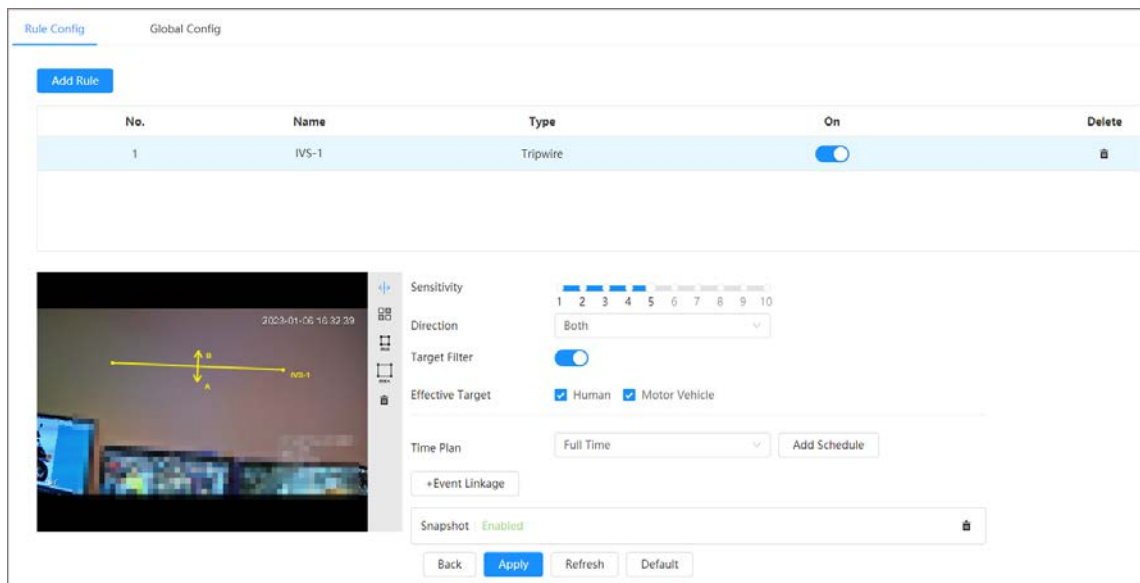 Rule Config Global Config
Add Rule
No. Name Type On Delete
1 IVS-1 Tripwire
2023-01-06 16:32:39
B
IVS-1
A
Sensitivity
1 2 3 4 5 6 7 8 9 10
Direction Both
Target Filter
Effective Target Human Motor Vehicle
Time Plan Full Time Add Schedule
+Event Linkage
Snapshot Enabled
Back Apply Refresh Default